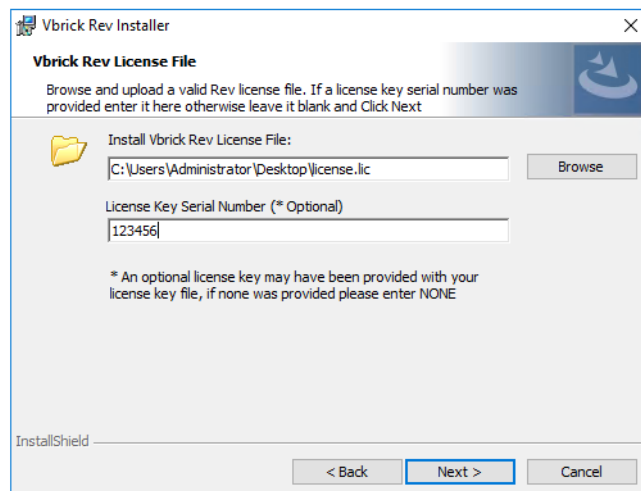 Vbrick Rev Installer
Vbrick Rev License File
Browse and upload a valid Rev license file. If a license key serial number was
provided enter it here otherwise leave it blank and Click Next
Install Vbrick Rev License File:
C:\Users\Administrator\Desktop\license.lic
Browse
License Key Serial Number (* Optional)
123456
* An optional license key may have been provided with your
license key file, if none was provided please enter NONE
InstallShield
< Back
Next >
Cancel